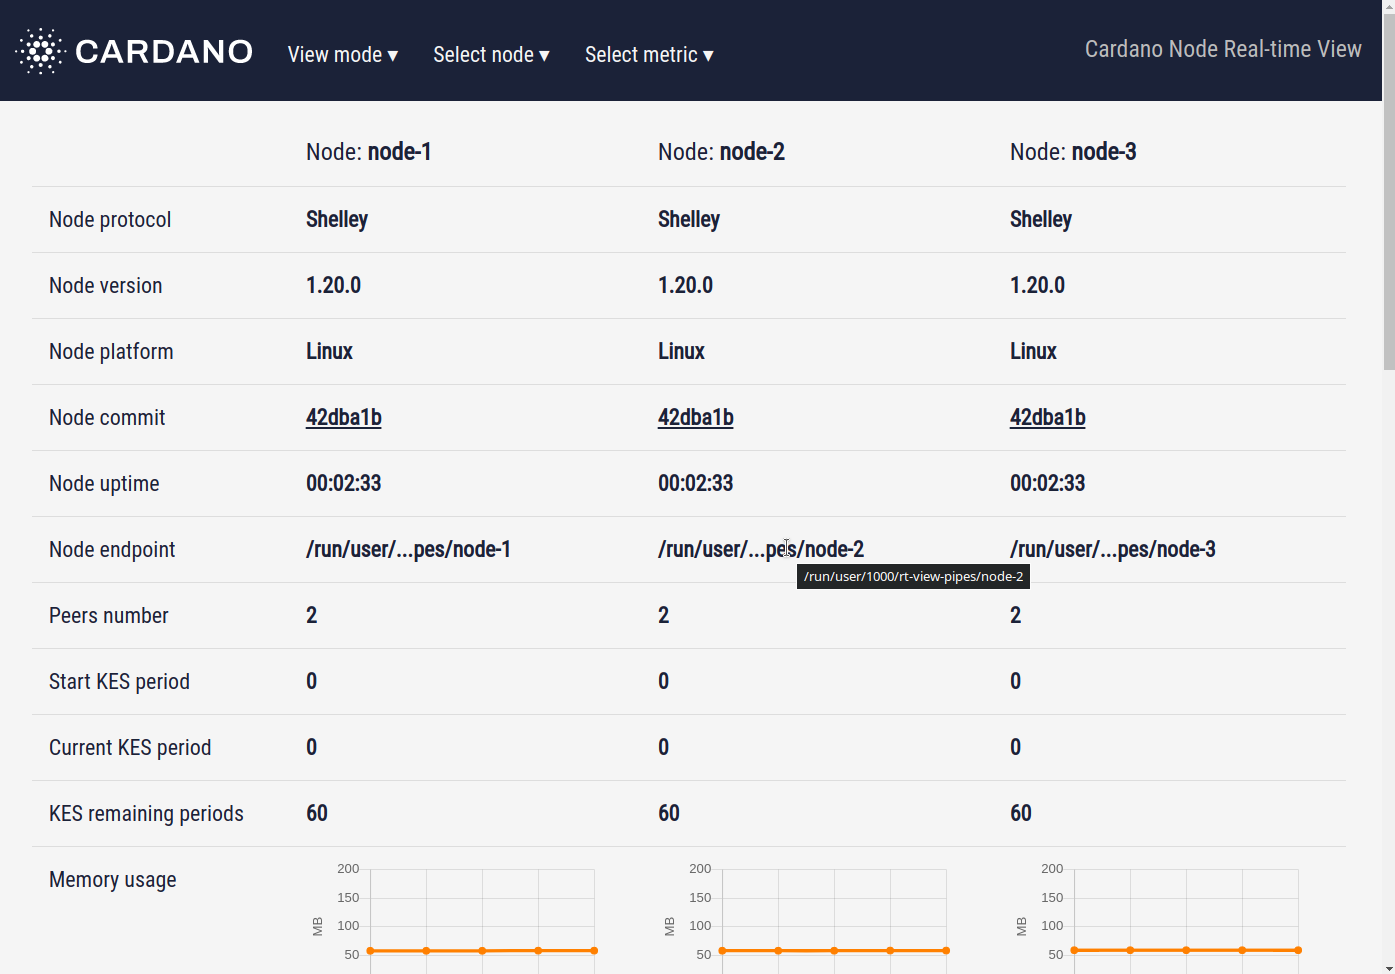 CARDANO View mode ▾ Select node ▾ Select metric ▾ Cardano Node Real-time View
Node: node-1 Node: node-2 Node: node-3
Node protocol Shelley Shelley Shelley
Node version 1.20.0 1.20.0 1.20.0
Node platform Linux Linux Linux
Node commit 42dba1b 42dba1b 42dba1b
Node uptime 00:02:33 00:02:33 00:02:33
Node endpoint /run/user/...pes/node-1 /run/user/...pes/node-2 /run/user/...pes/node-3
/run/user/1000/rt-view-pipes/node-2
Peers number 2 2 2
Start KES period 0 0 0
Current KES period 0 0 0
KES remaining periods 60 60 60
Memory usage
200 200 200
150 150 150
100 100 100
MB MB MB
50 50 50